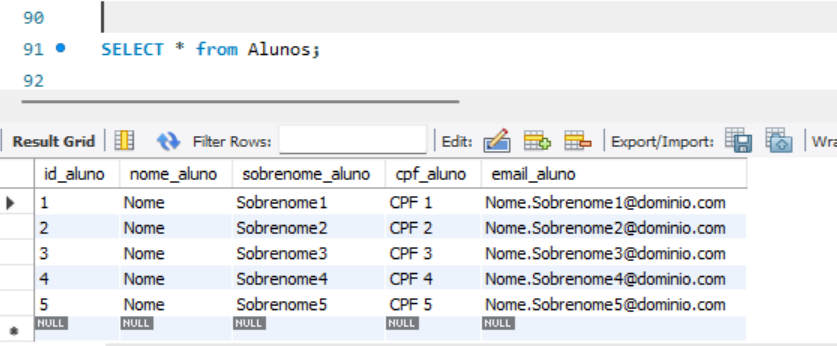 90
91 SELECT * from Alunos;
92
Result Grid Filter Rows: Edit: Export/Import: Wra
id_aluno nome_aluno sobrenome_aluno cpf_aluno email_aluno
1 Nome Sobrenome1 CPF 1 Nome.Sobrenome1@dominio.com
2 Nome Sobrenome2 CPF 2 Nome.Sobrenome2@dominio.com
3 Nome Sobrenome3 CPF 3 Nome.Sobrenome3@dominio.com
4 Nome Sobrenome4 CPF 4 Nome.Sobrenome4@dominio.com
5 Nome Sobrenome5 CPF 5 Nome.Sobrenome5@dominio.com
NULL NULL NULL NULL NULL